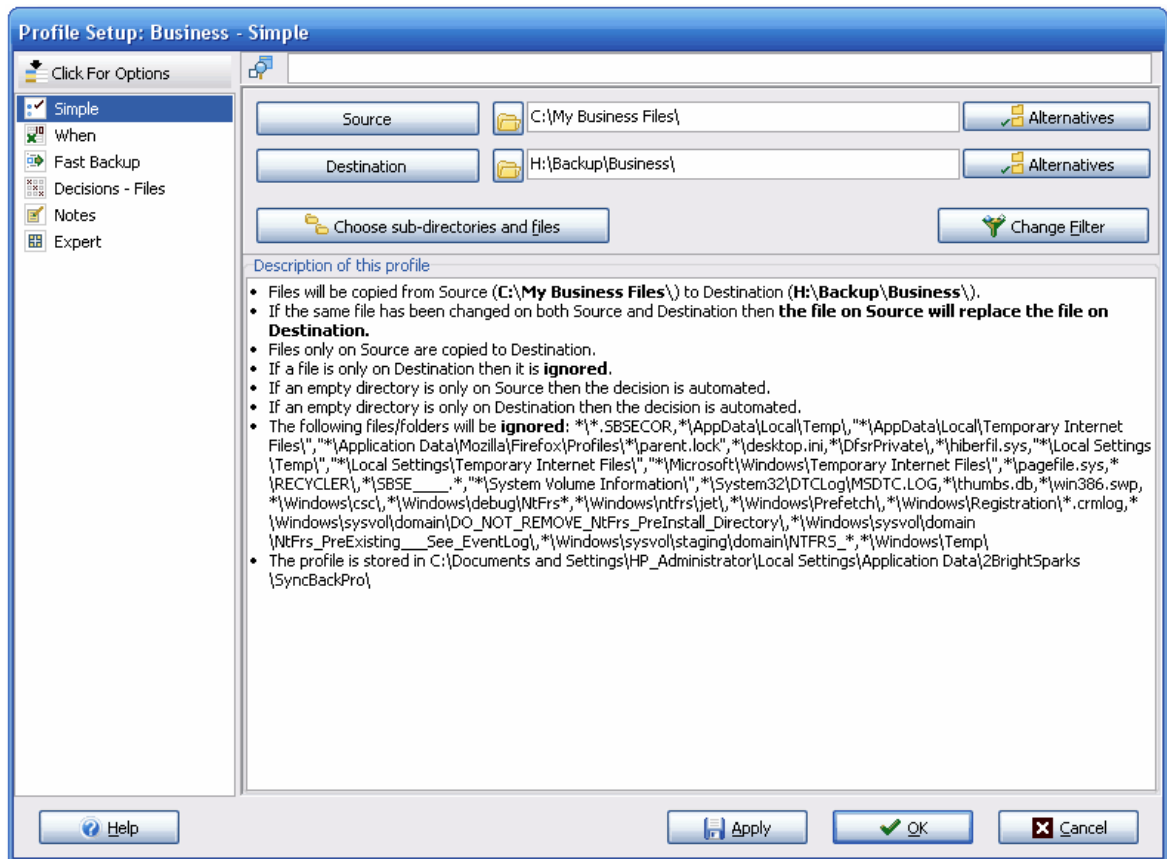 Profile Setup: Business - Simple
Click For Options
Simple
When
Fast Backup
Decisions - Files
Notes
Expert
Source
C:\My Business Files\
Alternatives
Destination
H:\Backup\Business\
Alternatives
Choose sub-directories and files
Change Filter
Description of this profile
• Files will be copied from Source (C:\My Business Files\) to Destination (H:\Backup\Business\).
• If the same file has been changed on both Source and Destination then the file on Source will replace the file on
Destination.
• Files only on Source are copied to Destination.
• If a file is only on Destination then it is ignored.
• If an empty directory is only on Source then the decision is automated.
• If an empty directory is only on Destination then the decision is automated.
• The following files/folders will be ignored: *\*.SBSECOR,*\AppData\Local\Temp\,"*\AppData\Local\Temporary Internet
Files\","*\Application Data\Mozilla\Firefox\Profiles\*\parent.lock",*\desktop.ini,*\DfsrPrivate\,*\hiberfil.sys,"*\Local Settings
\Temp\","*\Local Settings\Temporary Internet Files\","*\Microsoft\Windows\Temporary Internet Files\",*\pagefile.sys,*
\RECYCLER\,*\SBSE____.*,"*\System Volume Information\",*\System32\DTCLog\MSDTC.LOG,*\thumbs.db,*\win386.swp,
*\Windows\csc\,*\Windows\debug\NtFrs*,*\Windows\ntfrs\jet\,*\Windows\Prefetch\,*\Windows\Registration\*.crmlog,*
\Windows\sysvol\domain\DO_NOT_REMOVE_NtFrs_PreInstall_Directory\,*\Windows\sysvol\domain
\NtFrs_PreExisting___See_EventLog\,*\Windows\sysvol\staging\domain\NTFRS_*,*\Windows\Temp\
• The profile is stored in C:\Documents and Settings\HP_Administrator\Local Settings\Application Data\2BrightSparks
\SyncBackPro\
Help
Apply
OK
Cancel